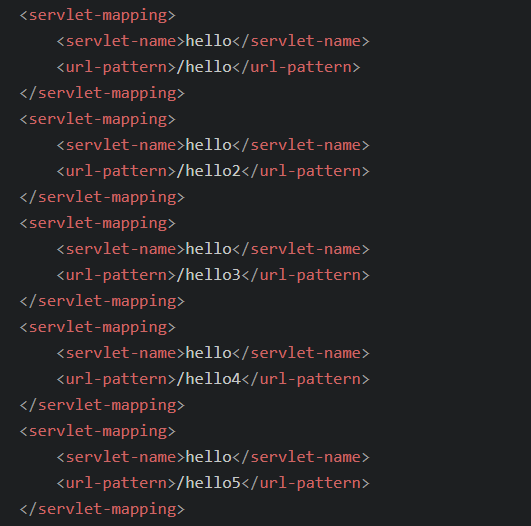 <servlet-mapping>
    <servlet-name>hello</servlet-name>
    <url-pattern>/hello</url-pattern>
</servlet-mapping>
<servlet-mapping>
    <servlet-name>hello</servlet-name>
    <url-pattern>/hello2</url-pattern>
</servlet-mapping>
<servlet-mapping>
    <servlet-name>hello</servlet-name>
    <url-pattern>/hello3</url-pattern>
</servlet-mapping>
<servlet-mapping>
    <servlet-name>hello</servlet-name>
    <url-pattern>/hello4</url-pattern>
</servlet-mapping>
<servlet-mapping>
    <servlet-name>hello</servlet-name>
    <url-pattern>/hello5</url-pattern>
</servlet-mapping>